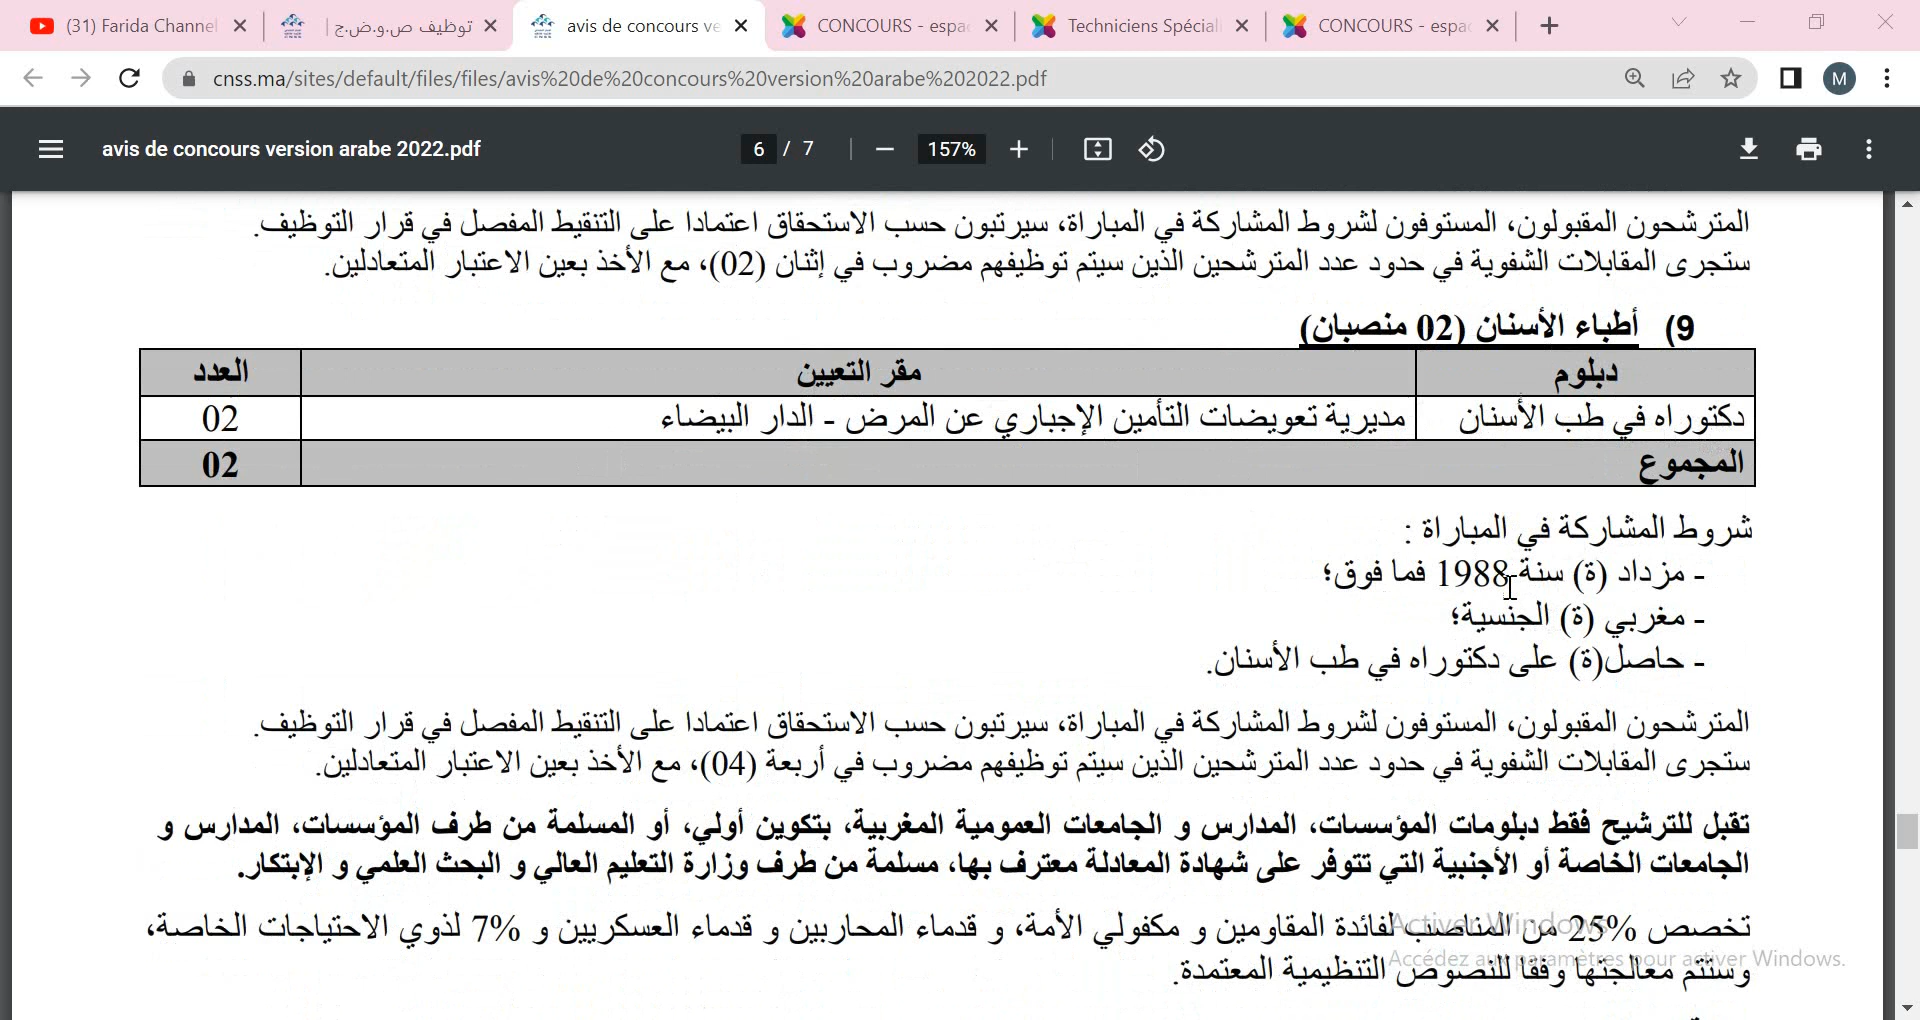 (31) Farida Channel
توظيف ص.و.ض.ج |
avis de concours ve
CONCOURS - espac
Techniciens Spéciali
CONCOURS - espac
cnss.ma/sites/default/files/files/avis%20de%20concours%20version%20arabe%202022.pdf
M
avis de concours version arabe 2022.pdf
6 / 7
157%
المترشحون المقبولون، المستوفون لشروط المشاركة في المباراة، سيرتبون حسب الاستحقاق اعتمادا على التنقيط المفصل في قرار التوظيف.
ستجرى المقابلات الشفوية في حدود عدد المترشحين الذين سيتم توظيفهم مضروب في إثنان (02)، مع الأخذ بعين الاعتبار المتعادلين.
9) أطباء الأسنان (02 منصبان)
دبلوم مقر التعيين العدد
دكتوراه في طب الأسنان مديرية تعويضات التأمين الإجباري عن المرض - الدار البيضاء 02
المجموع 02
شروط المشاركة في المباراة :
- مزداد (ة) سنة 1988 فما فوق؛
- مغربي (ة) الجنسية؛
- حاصل(ة) على دكتوراه في طب الأسنان.
المترشحون المقبولون، المستوفون لشروط المشاركة في المباراة، سيرتبون حسب الاستحقاق اعتمادا على التنقيط المفصل في قرار التوظيف.
ستجرى المقابلات الشفوية في حدود عدد المترشحين الذين سيتم توظيفهم مضروب في أربعة (04)، مع الأخذ بعين الاعتبار المتعادلين.
تقبل للترشيح فقط دبلومات المؤسسات، المدارس و الجامعات العمومية المغربية، بتكوين أولي، أو المسلمة من طرف المؤسسات، المدارس و
الجامعات الخاصة أو الأجنبية التي تتوفر على شهادة المعادلة معترف بها، مسلمة من طرف وزارة التعليم العالي و البحث العلمي و الإبتكار.
تخصص 25% من المناصب لفائدة المقاومين و مكفولي الأمة، و قدماء المحاربين و قدماء العسكريين و 7% لذوي الاحتياجات الخاصة،
وستتم معالجتها وفقا للنصوص التنظيمية المعتمدة.
Activer Windows
Accédez aux paramètres pour activer Windows.